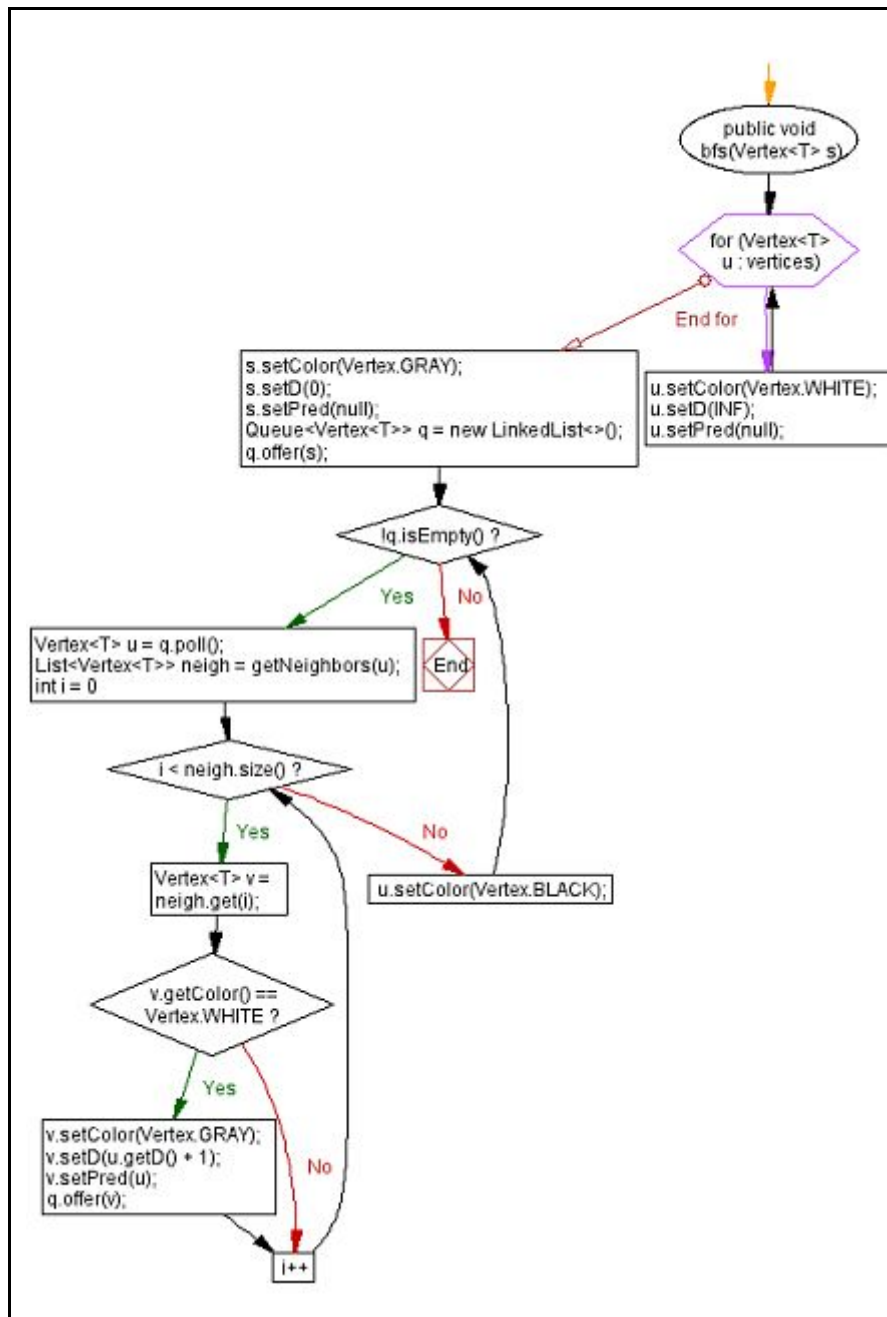 public void
bfs(Vertex<T> s)
for (Vertex<T>
u : vertices)
End for
u.setColor(Vertex.WHITE);
u.setD(INF);
u.setPred(null);
s.setColor(Vertex.GRAY);
s.setD(0);
s.setPred(null);
Queue<Vertex<T>> q = new LinkedList<>();
q.offer(s);
!q.isEmpty() ?
Yes
No
End
Vertex<T> u = q.poll();
List<Vertex<T>> neigh = getNeighbors(u);
int i = 0
i < neigh.size() ?
Yes
No
Vertex<T> v =
neigh.get(i);
u.setColor(Vertex.BLACK);
v.getColor() ==
Vertex.WHITE ?
Yes
No
v.setColor(Vertex.GRAY);
v.setD(u.getD() + 1);
v.setPred(u);
q.offer(v);
i++